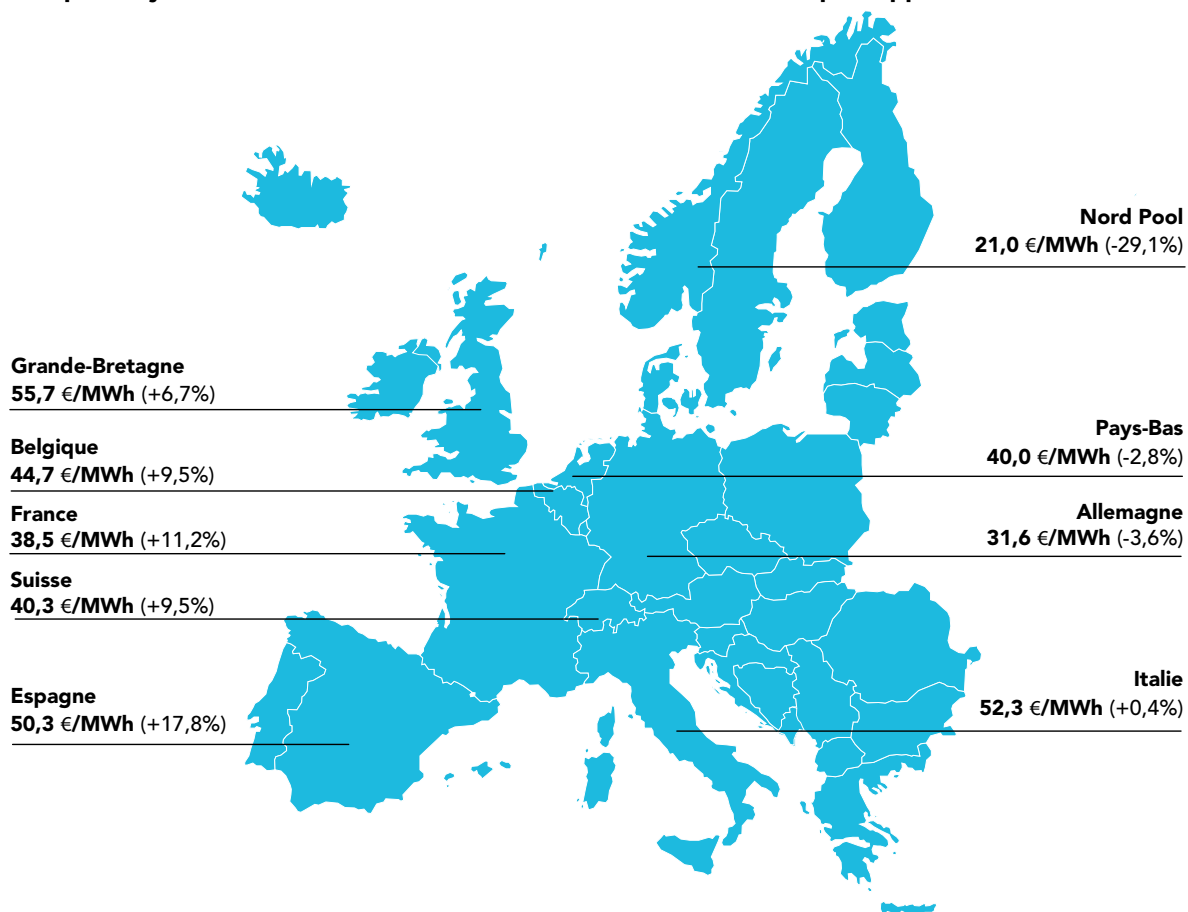 Nord Pool
21,0 €/MWh (-29,1%)
Grande-Bretagne
55,7 €/MWh (+6,7%)
Belgique
44,7 €/MWh (+9,5%)
Pays-Bas
40,0 €/MWh (-2,8%)
France
38,5 €/MWh (+11,2%)
Allemagne
31,6 €/MWh (-3,6%)
Suisse
40,3 €/MWh (+9,5%)
Espagne
50,3 €/MWh (+17,8%)
Italie
52,3 €/MWh (+0,4%)